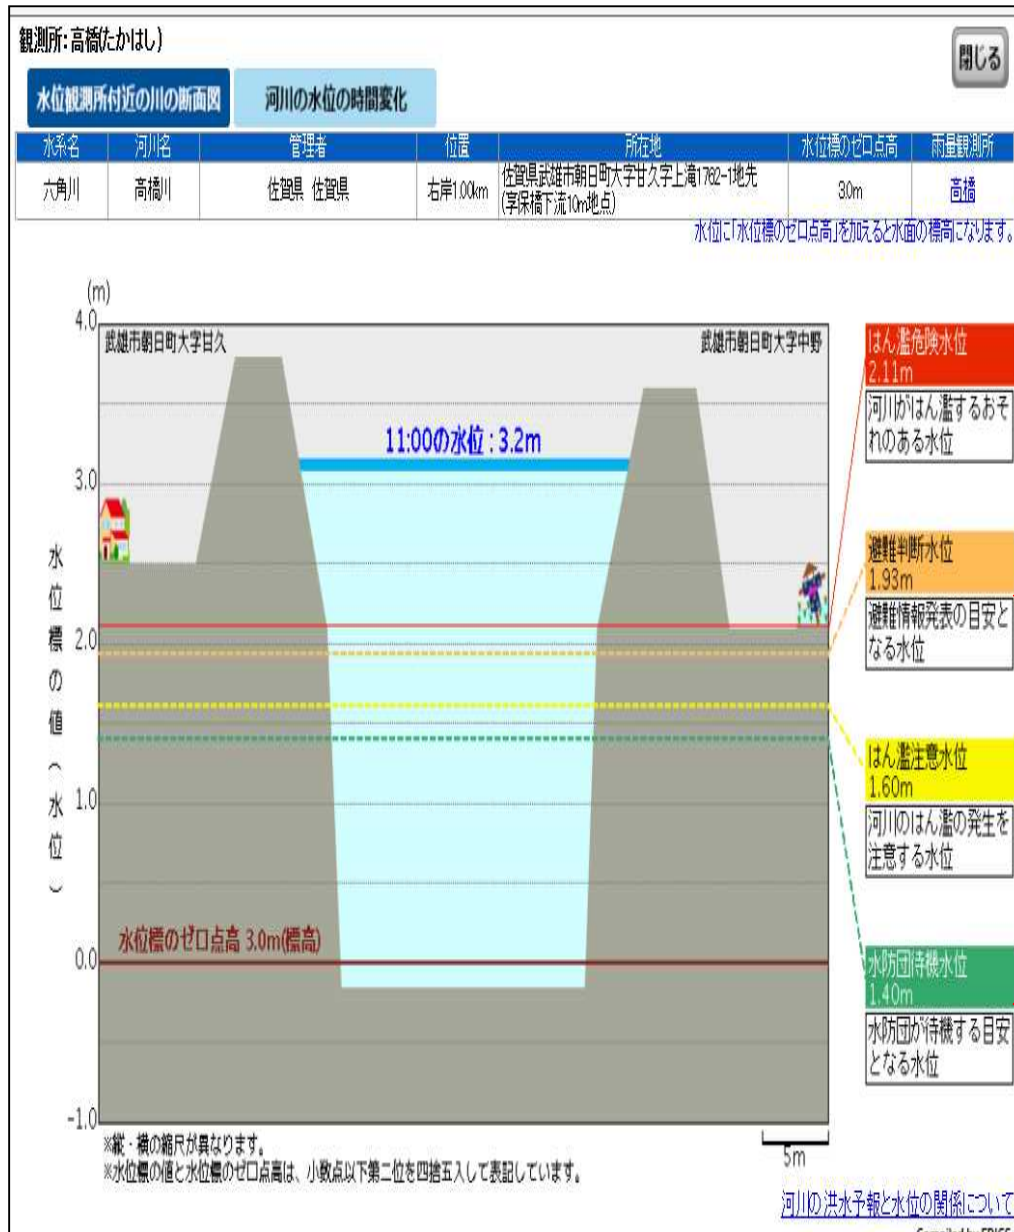 観測所:高橋(たかはし)
閉じる
水位観測所付近の川の断面図
河川の水位の時間変化
水系名 河川名 管理者 位置 所在地 水位標のゼロ点高 雨量観測所
六角川 高橋川 佐賀県 佐賀県 右岸1.00km 佐賀県武雄市朝日町大字甘久字上滝1762-1地先 3.0m 高橋
(享保橋下流10m地点)
水位に「水位標のゼロ点高」を加えると水面の標高になります。
(m)
4.0
武雄市朝日町大字甘久
武雄市朝日町大字中野
11:00の水位:3.2m
3.0
2.0
1.0
0.0
-1.0
水位標の値(水位)
水位標のゼロ点高 3.0m(標高)
はん濫危険水位
2.11m
河川がはん濫するおそ
れのある水位
避難判断水位
1.93m
避難情報発表の目安と
なる水位
はん濫注意水位
1.60m
河川のはん濫の発生を
注意する水位
水防団待機水位
1.40m
水防団が待機する目安
となる水位
5m
※縦・横の縮尺が異なります。
※水位標の値と水位標のゼロ点高は、小数点以下第二位を四捨五入して表記しています。
河川の洪水予報と水位の関係について